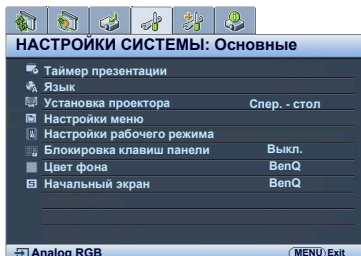 НАСТРОЙКИ СИСТЕМЫ: Основные
Таймер презентации
Язык
Установка проектора Спер. - стол
Настройки меню
Настройки рабочего режима
Блокировка клавиш панели Выкл.
Цвет фона BenQ
Начальный экран BenQ
Analog RGB MENU Exit